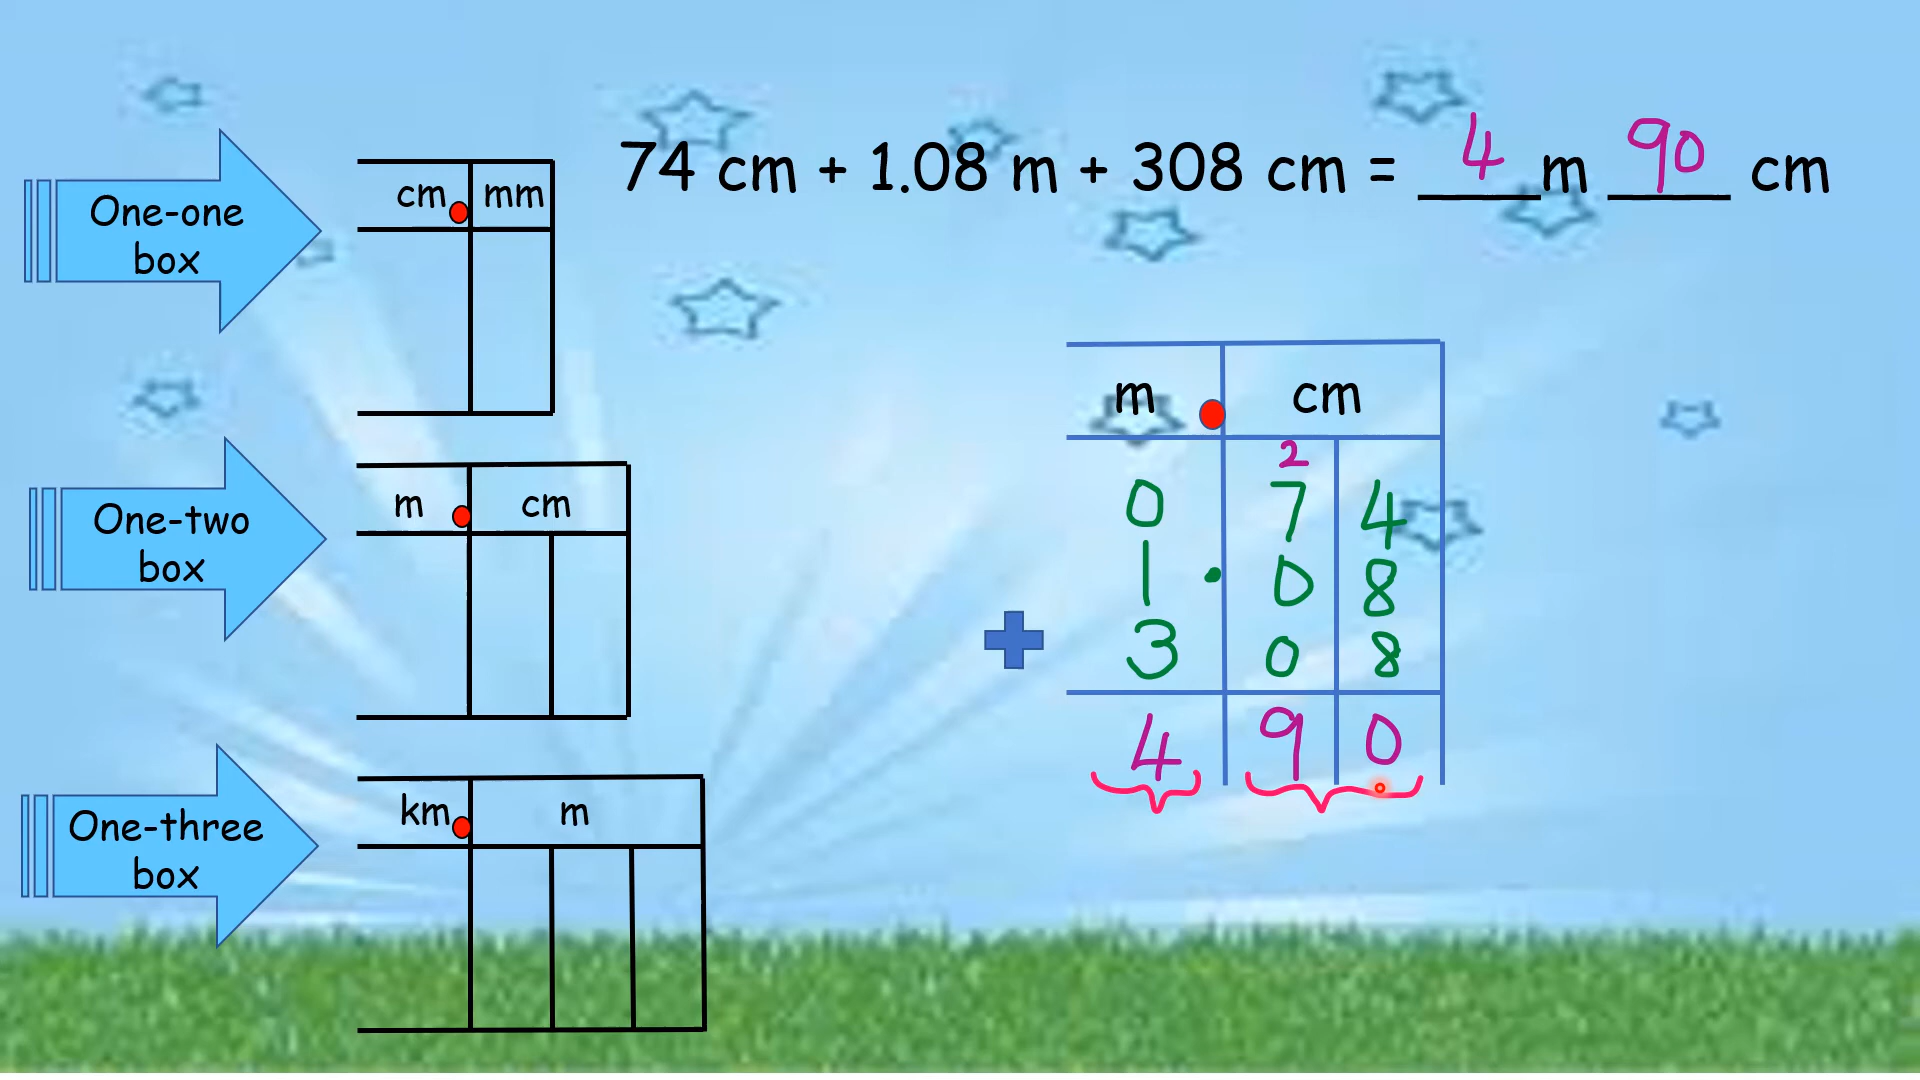 74 cm + 1.08 m + 308 cm = 4 m 90 cm
One-one
box
cm mm
One-two
box
m cm
One-three
box
km m
m cm
2
0 7 4
1 . 0 8
+ 3 0 8
4 9 0